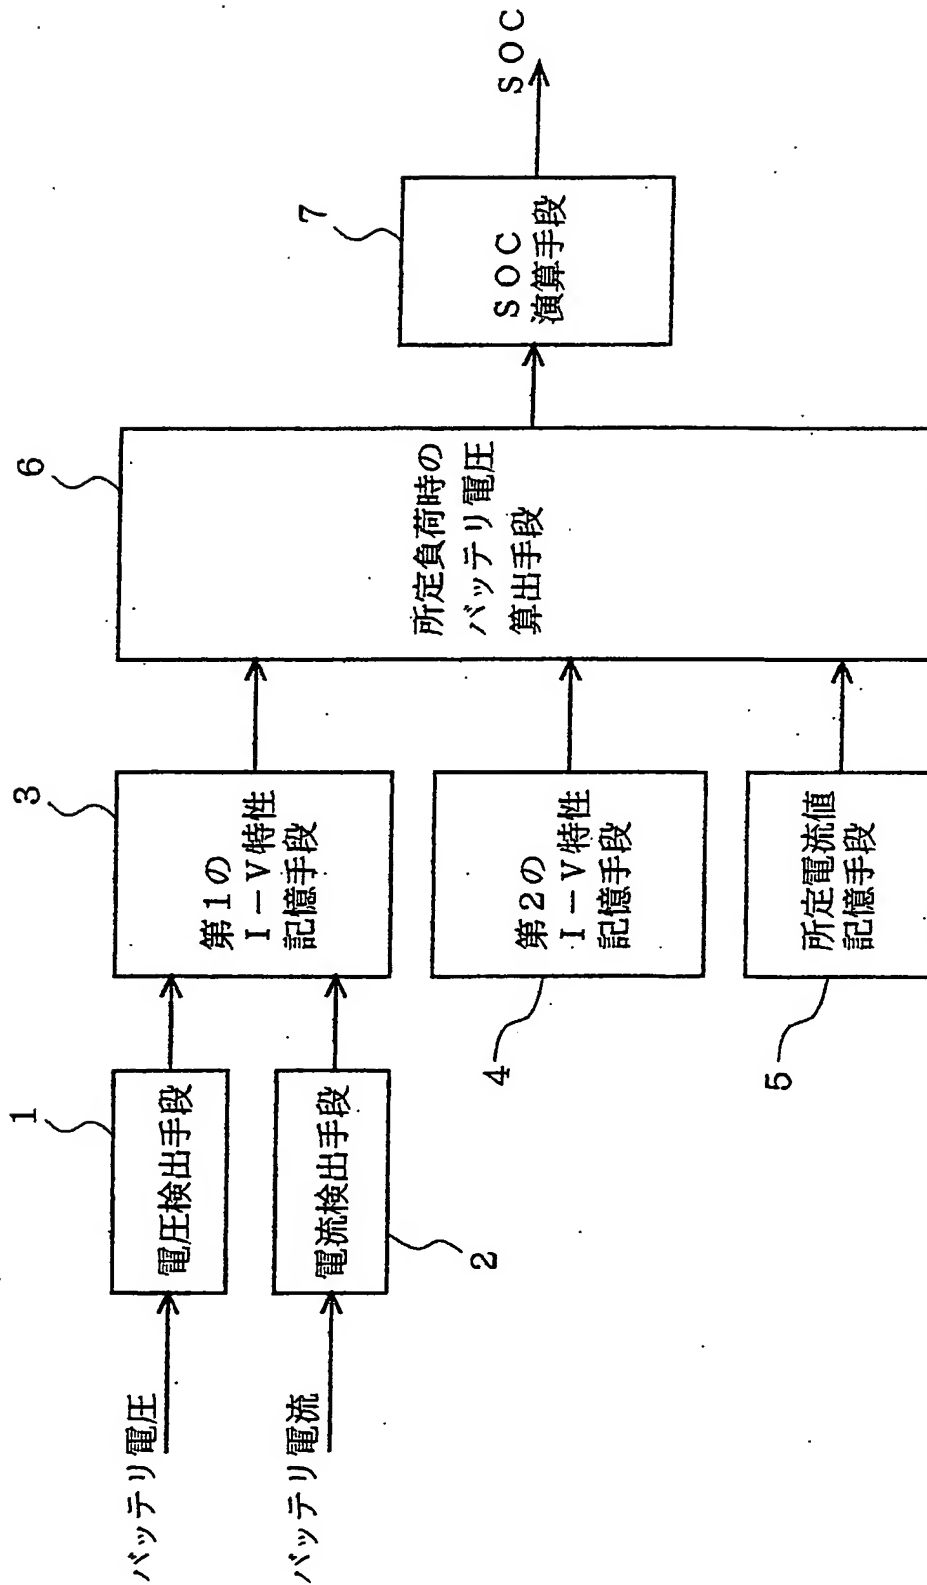 バッテリ電圧
バッテリ電流
1
電圧検出手段
電流検出手段
2
3
第1の
I－V特性
記憶手段
第2の
I－V特性
記憶手段
4
所定電流値
記憶手段
5
6
所定負荷時の
バッテリ電圧
算出手段
7
SOC
演算手段
SOC